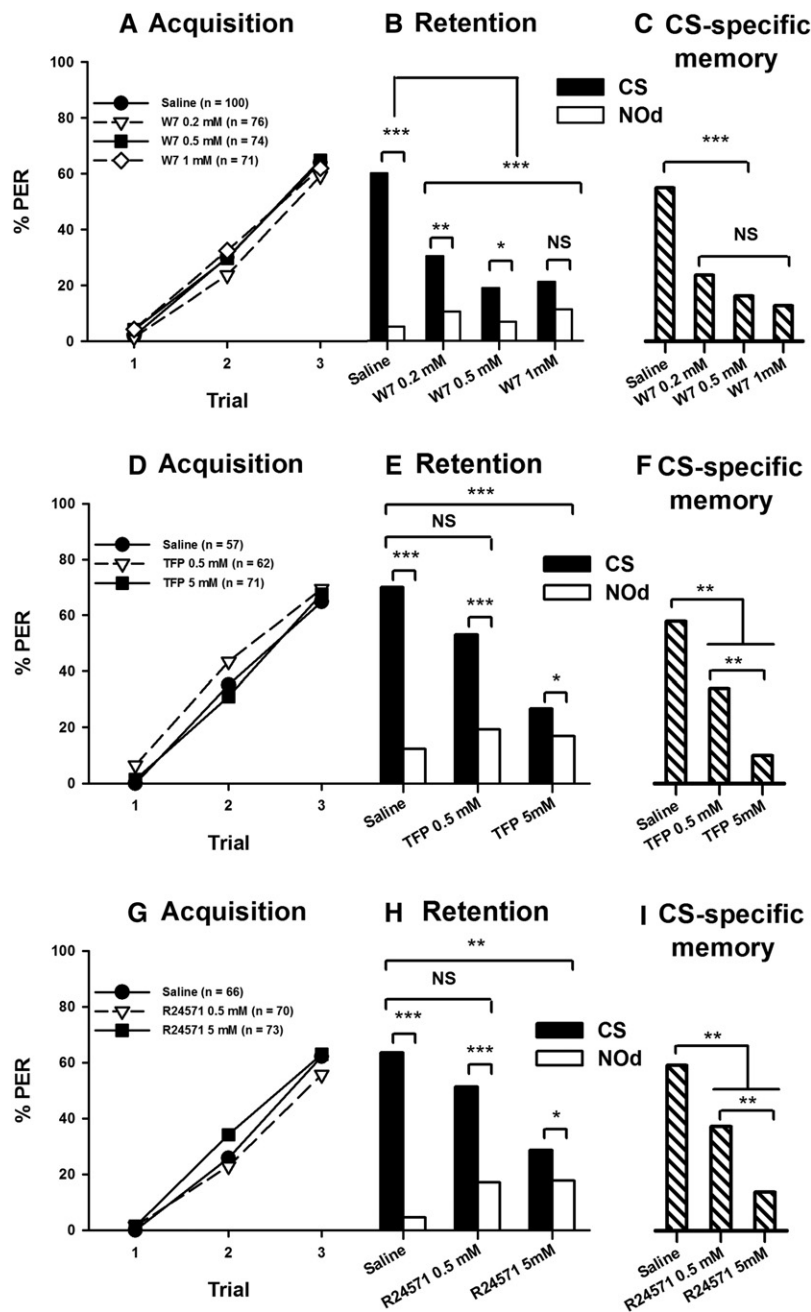 A Acquisition
B Retention
C CS-specific
memory
100
80
60
40
20
0
% PER
Saline (n = 100)
W7 0.2 mM (n = 76)
W7 0.5 mM (n = 74)
W7 1 mM (n = 71)
1
2
3
Trial
CS
NOd
***
***
**
*
NS
Saline
W7 0.2 mM
W7 0.5 mM
W7 1mM
***
NS
Saline
W7 0.2 mM
W7 0.5 mM
W7 1mM
D Acquisition
E Retention
F CS-specific
memory
100
80
60
40
20
0
% PER
Saline (n = 57)
TFP 0.5 mM (n = 62)
TFP 5 mM (n = 71)
1
2
3
Trial
***
NS
CS
NOd
***
***
*
Saline
TFP 0.5 mM
TFP 5mM
**
**
Saline
TFP 0.5 mM
TFP 5mM
G Acquisition
H Retention
I CS-specific
memory
100
80
60
40
20
0
% PER
Saline (n = 66)
R24571 0.5 mM (n = 70)
R24571 5 mM (n = 73)
1
2
3
Trial
**
NS
CS
NOd
***
***
*
Saline
R24571 0.5 mM
R24571 5mM
**
**
Saline
R24571 0.5 mM
R24571 5mM